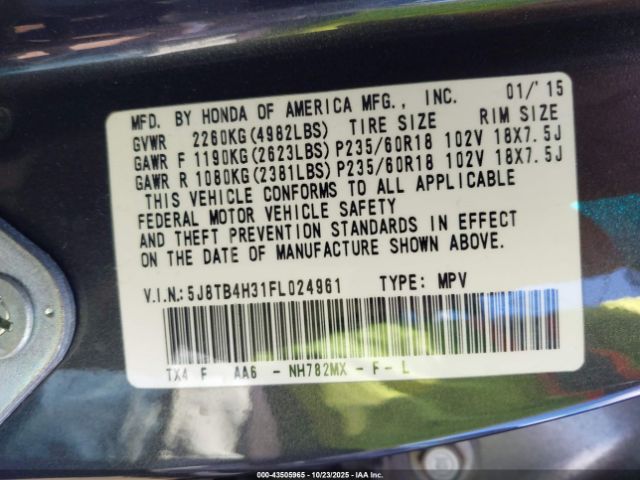 MFD. BY HONDA OF AMERICA MFG., INC. 01/'15
GVWR 2260KG(4982LBS) TIRE SIZE RIM SIZE
GAWR F 1190KG(2623LBS) P235/60R18 102V 18X7.5J
GAWR R 1080KG(2381LBS) P235/60R18 102V 18X7.5J
THIS VEHICLE CONFORMS TO ALL APPLICABLE
FEDERAL MOTOR VEHICLE SAFETY
AND THEFT PREVENTION STANDARDS IN EFFECT
ON THE DATE OF MANUFACTURE SHOWN ABOVE.
V.I.N.:5J8TB4H31FL024961 TYPE: MPV
TX4 F AA6 - NH782MX - F - L
000-43505965 - 10/23/2025 - IAAI.com